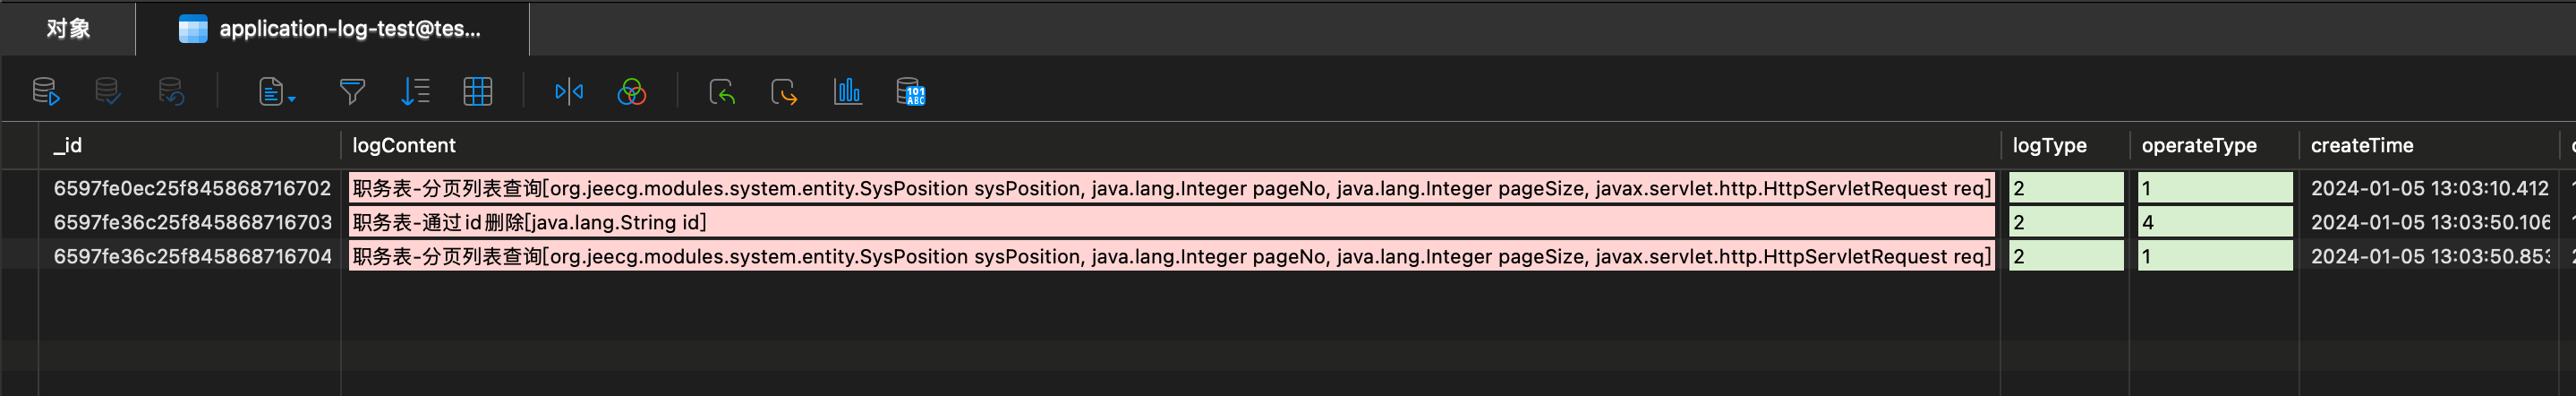 对象
application-log-test@tes...
101
ABC
_id logContent logType operateType createTime
6597fe0ec25f845868716702 职务表-分页列表查询[org.jeecg.modules.system.entity.SysPosition sysPosition, java.lang.Integer pageNo, java.lang.Integer pageSize, javax.servlet.http.HttpServletRequest req] 2 1 2024-01-05 13:03:10.412
6597fe36c25f845868716703 职务表-通过id删除[java.lang.String id] 2 4 2024-01-05 13:03:50.106
6597fe36c25f845868716704 职务表-分页列表查询[org.jeecg.modules.system.entity.SysPosition sysPosition, java.lang.Integer pageNo, java.lang.Integer pageSize, javax.servlet.http.HttpServletRequest req] 2 1 2024-01-05 13:03:50.853